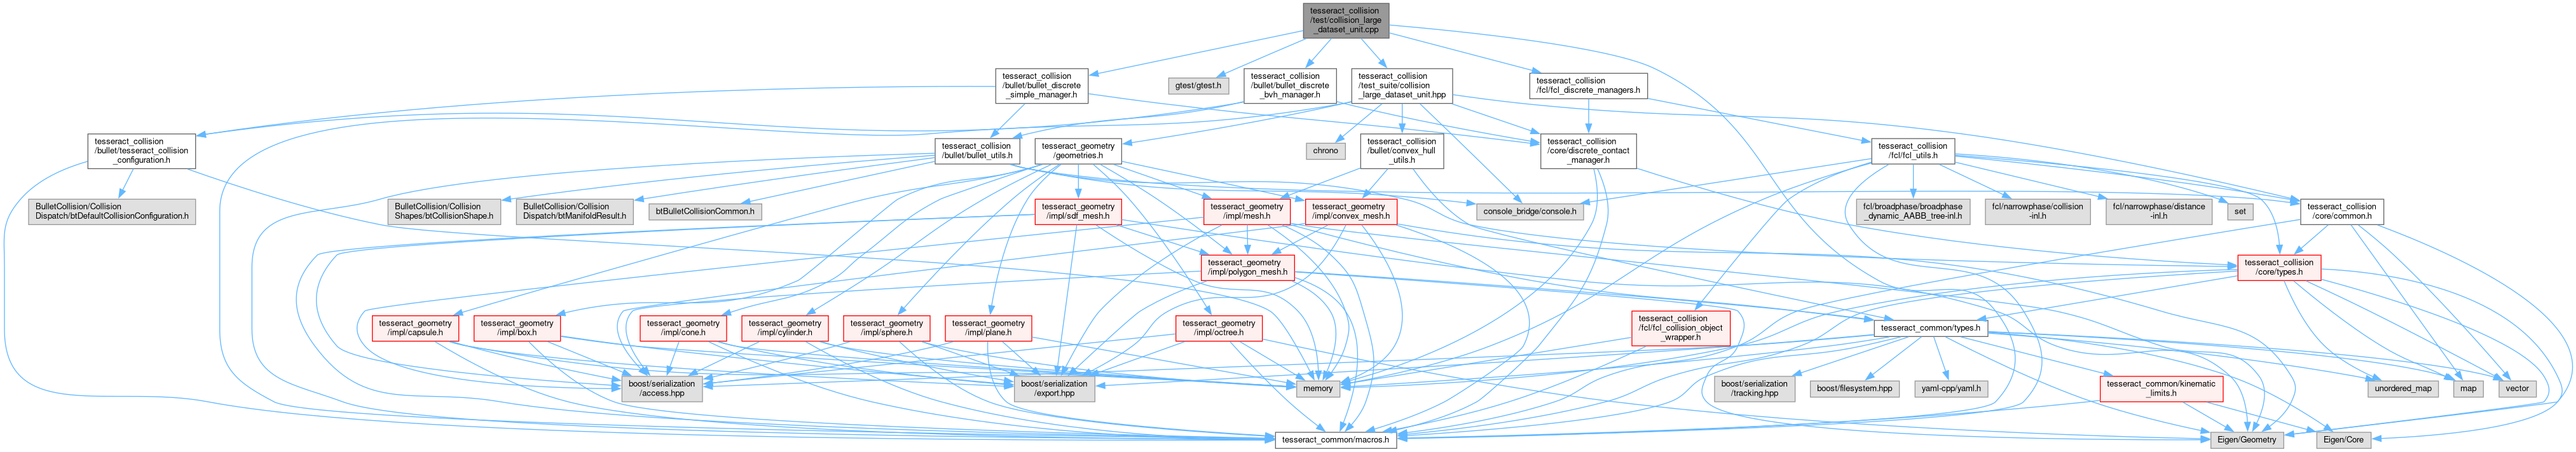 tesseract_collision
/test/collision_large
_dataset_unit.cpp
tesseract_collision
/bullet/bullet_discrete
_simple_manager.h
gtest/gtest.h
tesseract_collision
/bullet/bullet_discrete
_bvh_manager.h
tesseract_collision
/test_suite/collision
_large_dataset_unit.hpp
tesseract_collision
/fcl/fcl_discrete_managers.h
tesseract_collision
/bullet/tesseract_collision
_configuration.h
tesseract_collision
/bullet/bullet_utils.h
tesseract_geometry
/geometries.h
chrono
tesseract_collision
/bullet/convex_hull
_utils.h
tesseract_collision
/core/discrete_contact
_manager.h
tesseract_collision
/fcl/fcl_utils.h
BulletCollision/Collision
Dispatch/btDefaultCollisionConfiguration.h
BulletCollision/Collision
Shapes/btCollisionShape.h
BulletCollision/Collision
Dispatch/btManifoldResult.h
btBulletCollisionCommon.h
tesseract_geometry
/impl/sdf_mesh.h
tesseract_geometry
/impl/mesh.h
tesseract_geometry
/impl/convex_mesh.h
console_bridge/console.h
fcl/broadphase/broadphase
_dynamic_AABB_tree-inl.h
fcl/narrowphase/collision
-inl.h
fcl/narrowphase/distance
-inl.h
set
tesseract_collision
/core/common.h
tesseract_geometry
/impl/polygon_mesh.h
tesseract_collision
/core/types.h
tesseract_geometry
/impl/capsule.h
tesseract_geometry
/impl/box.h
tesseract_geometry
/impl/cone.h
tesseract_geometry
/impl/cylinder.h
tesseract_geometry
/impl/sphere.h
tesseract_geometry
/impl/plane.h
tesseract_geometry
/impl/octree.h
tesseract_collision
/fcl/fcl_collision_object
_wrapper.h
tesseract_common/types.h
boost/serialization
/access.hpp
boost/serialization
/export.hpp
memory
boost/serialization
/tracking.hpp
boost/filesystem.hpp
yaml-cpp/yaml.h
tesseract_common/kinematic
_limits.h
unordered_map
map
vector
tesseract_common/macros.h
Eigen/Geometry
Eigen/Core